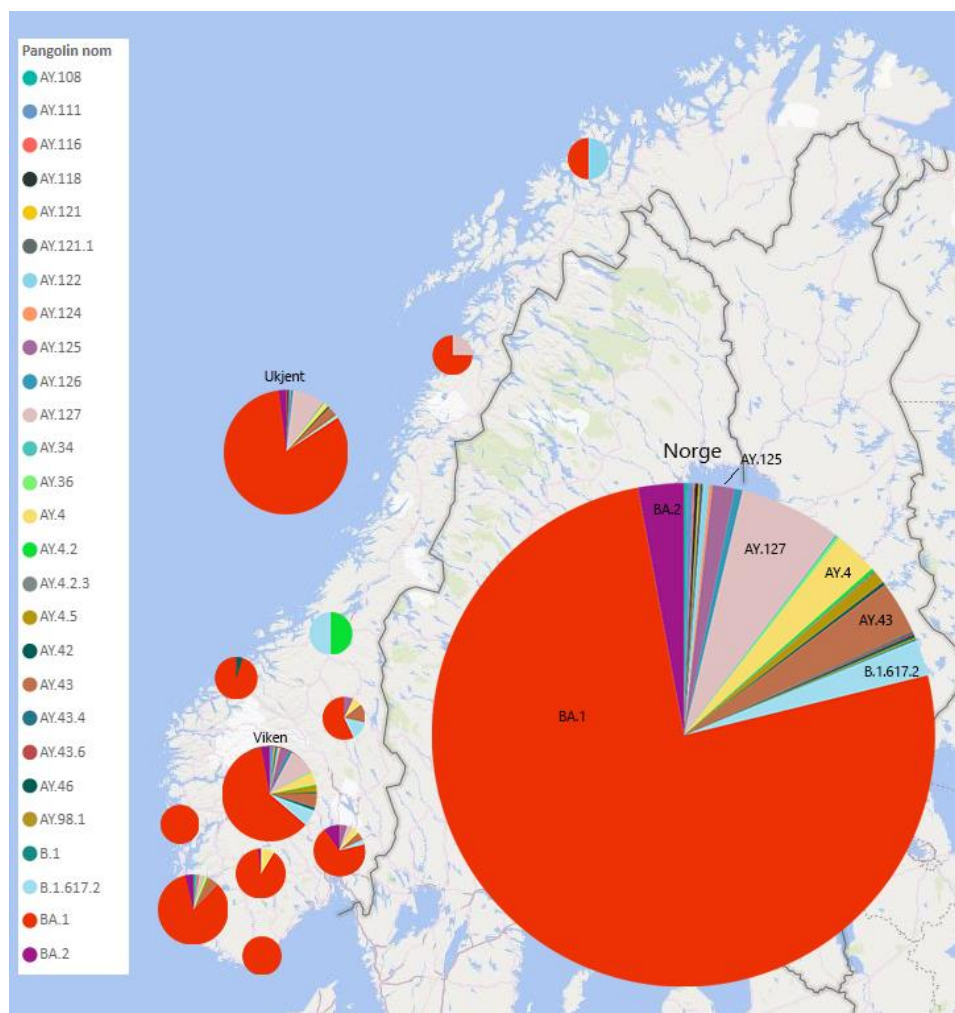 Pangolin nom
AY.108
AY.111
AY.116
AY.118
AY.121
AY.121.1
AY.122
AY.124
AY.125
AY.126
AY.127
AY.34
AY.36
AY.4
AY.4.2
AY.4.2.3
AY.4.5
AY.42
AY.43
AY.43.4
AY.43.6
AY.46
AY.98.1
B.1
B.1.617.2
BA.1
BA.2
Ukjent
Viken
Norge
AY.125
BA.2
AY.127
AY.4
AY.43
B.1.617.2
BA.1